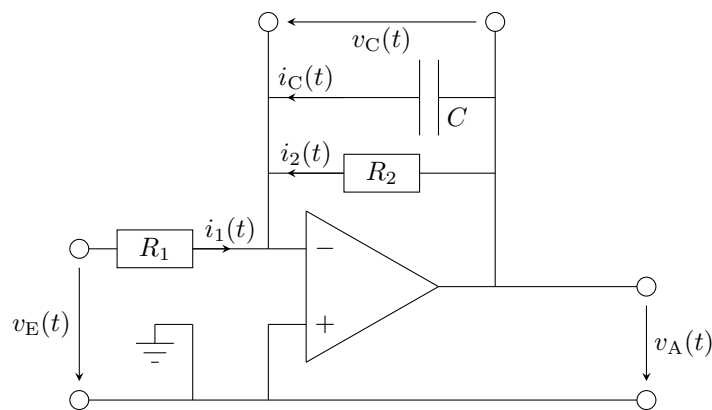 v_C(t)
i_C(t)
C
i_2(t)
R_2
i_1(t)
R_1
−
v_E(t)
+
v_A(t)